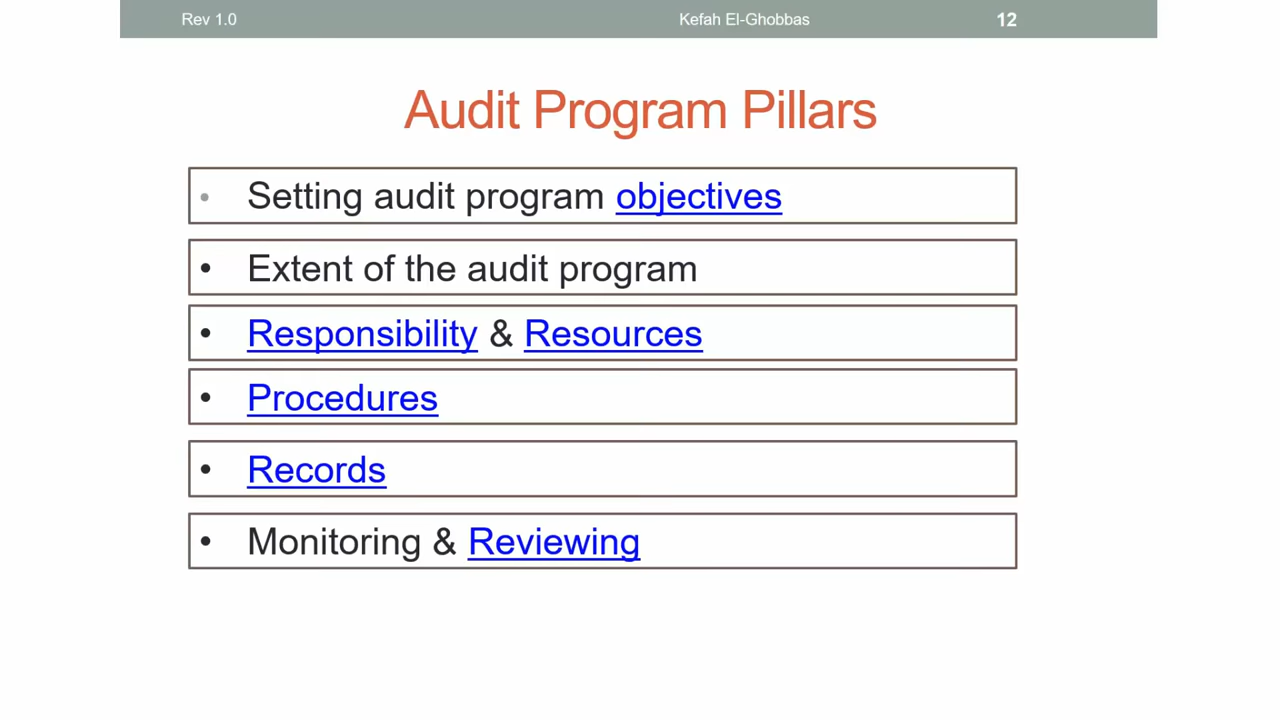 Rev 1.0 Kefah El-Ghobbas 12
Audit Program Pillars
• Setting audit program objectives
• Extent of the audit program
• Responsibility & Resources
• Procedures
• Records
• Monitoring & Reviewing